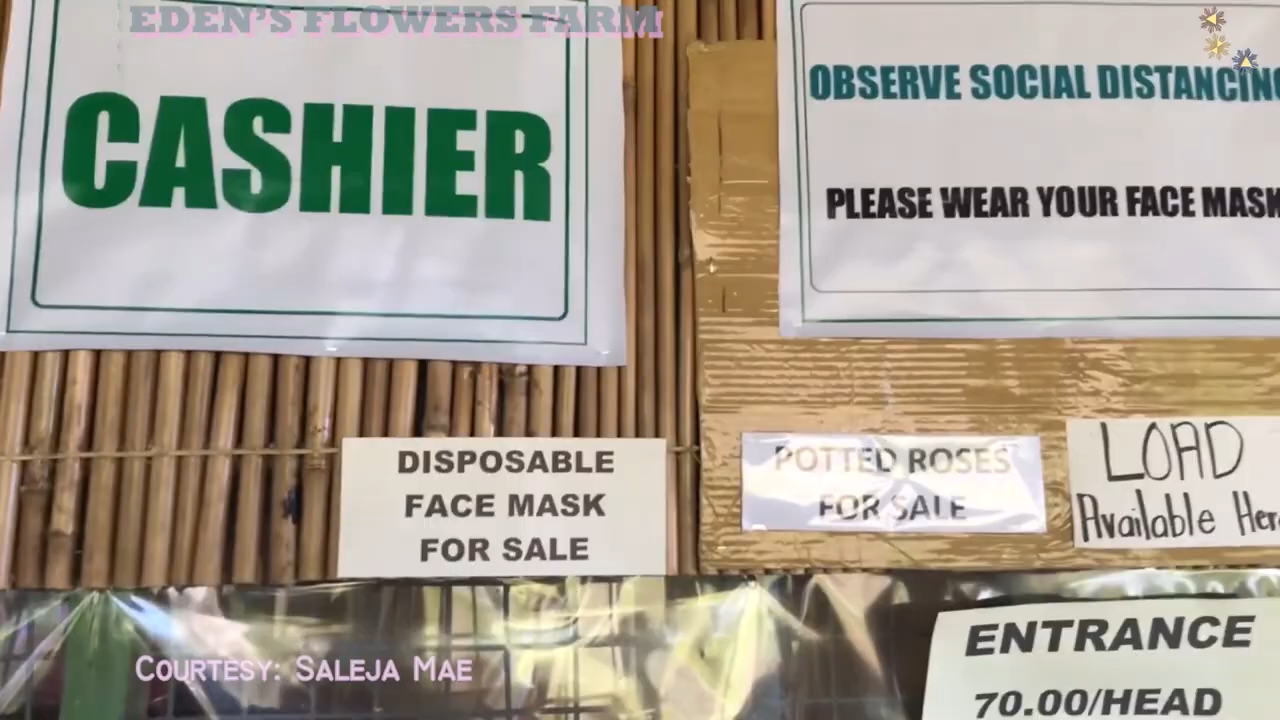 EDEN'S FLOWERS FARM
CASHIER
OBSERVE SOCIAL DISTANCING
PLEASE WEAR YOUR FACE MASK
DISPOSABLE
FACE MASK
FOR SALE
POTTED ROSES
FOR SALE
LOAD
Available Her
ENTRANCE
70.00/HEAD
COURTESY: SALEJA MAE